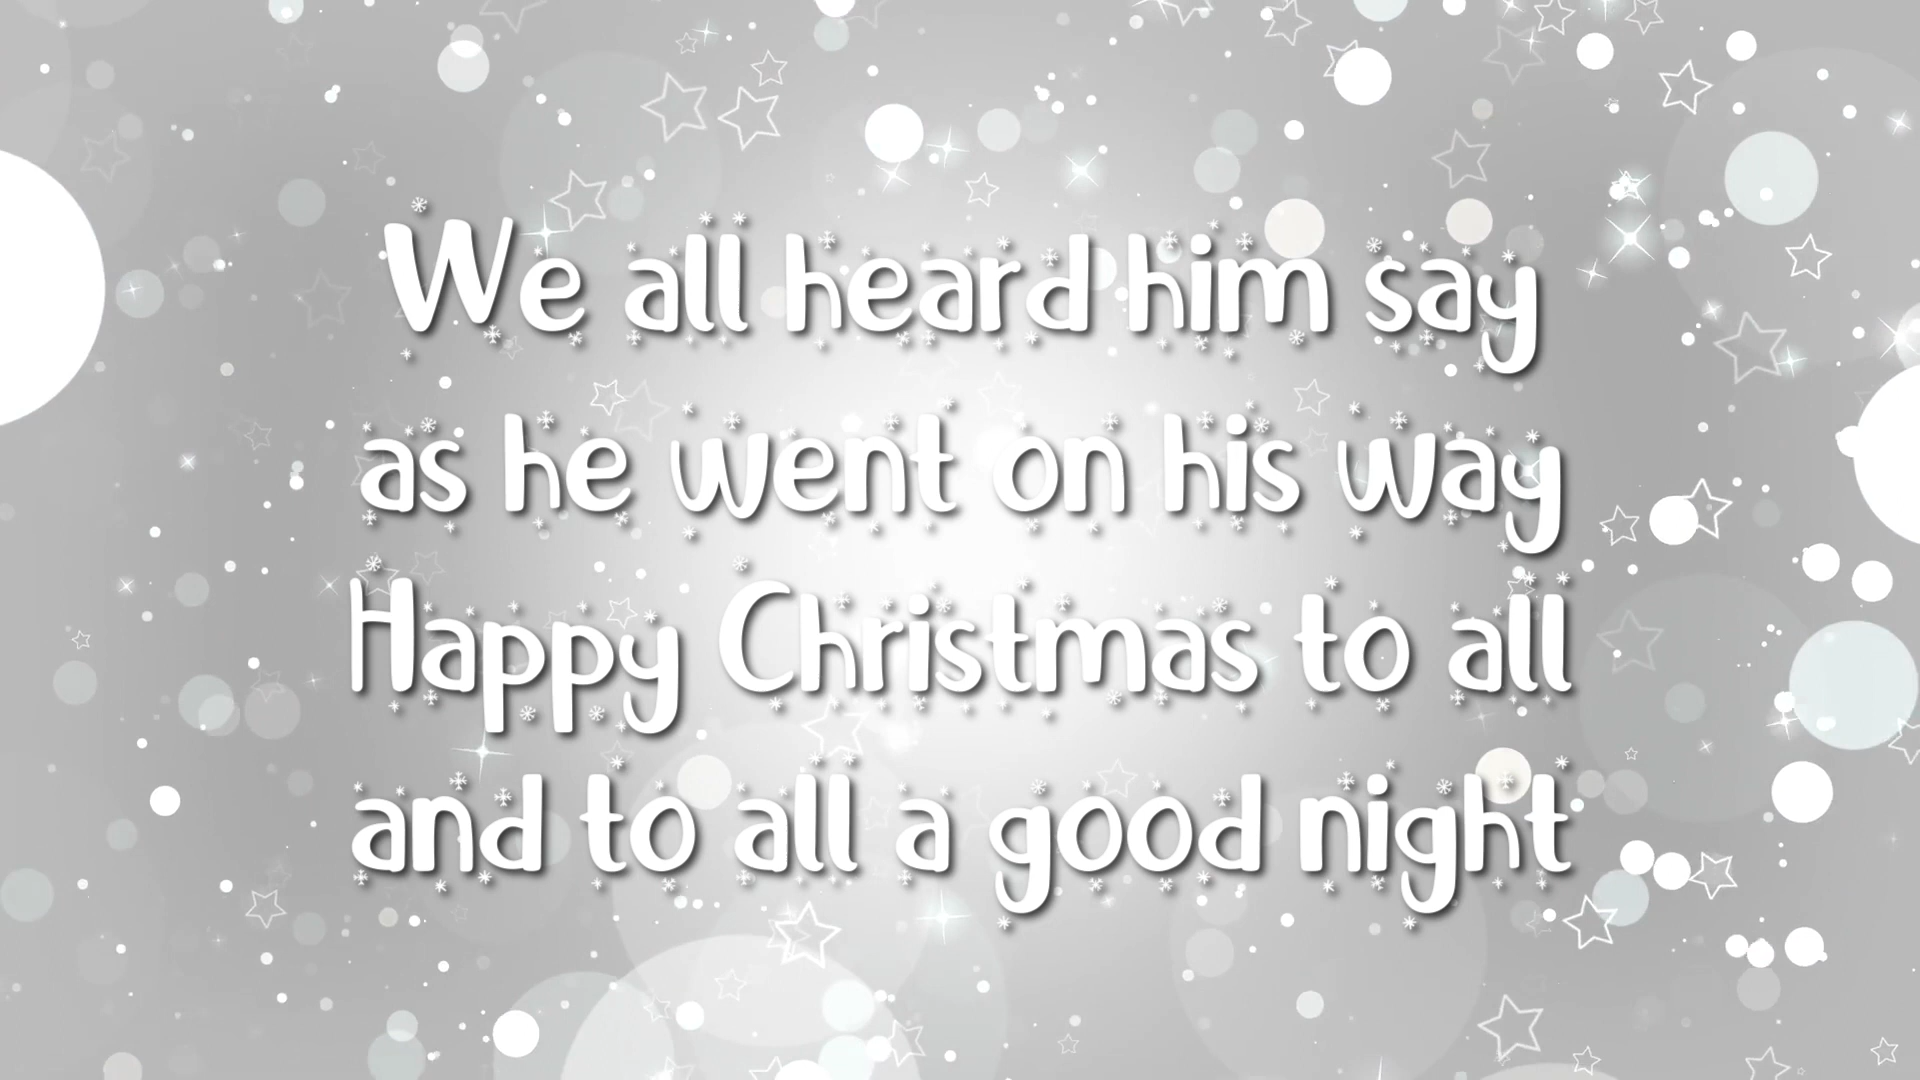 We all heard him say
as he went on his way
Happy Christmas to all
and to all a good night